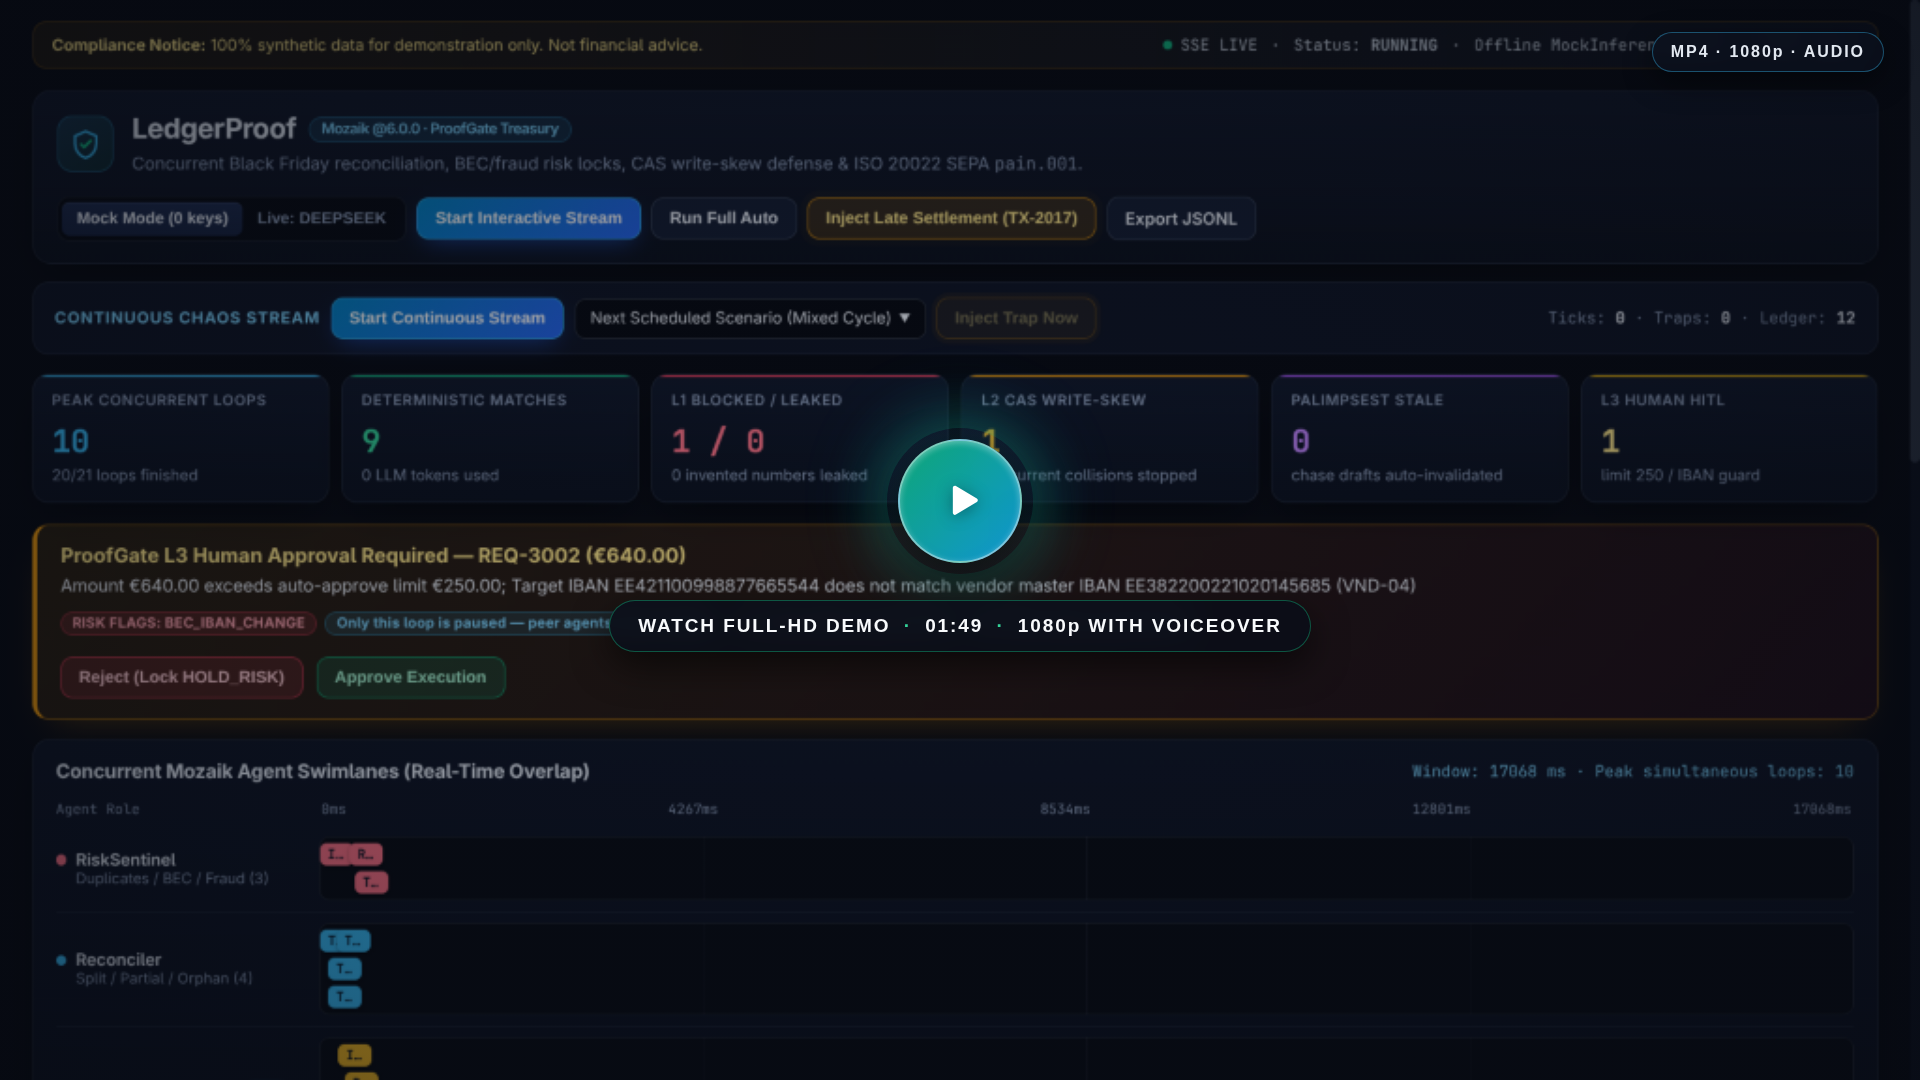 Compliance Notice: 100% synthetic data for demonstration only. Not financial advice.
SSE LIVE · Status: RUNNING · Offline MockInferen
MP4 · 1080p · AUDIO
LedgerProof
Mozaik @6.0.0 · ProofGate Treasury
Concurrent Black Friday reconciliation, BEC/fraud risk locks, CAS write-skew defense & ISO 20022 SEPA pain.001.
Mock Mode (0 keys)
Live: DEEPSEEK
Start Interactive Stream
Run Full Auto
Inject Late Settlement (TX-2017)
Export JSONL
CONTINUOUS CHAOS STREAM
Start Continuous Stream
Next Scheduled Scenario (Mixed Cycle) ▼
Inject Trap Now
Ticks: 0 · Traps: 0 · Ledger: 12
PEAK CONCURRENT LOOPS
10
20/21 loops finished
DETERMINISTIC MATCHES
9
0 LLM tokens used
L1 BLOCKED / LEAKED
1 / 0
0 invented numbers leaked
L2 CAS WRITE-SKEW
1
urrent collisions stopped
PALIMPSEST STALE
0
chase drafts auto-invalidated
L3 HUMAN HITL
1
limit 250 / IBAN guard
ProofGate L3 Human Approval Required — REQ-3002 (€640.00)
Amount €640.00 exceeds auto-approve limit €250.00; Target IBAN EE421100998877665544 does not match vendor master IBAN EE382200221020145685 (VND-04)
RISK FLAGS: BEC_IBAN_CHANGE
Only this loop is paused — peer agents
WATCH FULL-HD DEMO · 01:49 · 1080p WITH VOICEOVER
Reject (Lock HOLD_RISK)
Approve Execution
Concurrent Mozaik Agent Swimlanes (Real-Time Overlap)
Window: 17068 ms · Peak simultaneous loops: 10
Agent Role
0ms
4267ms
8534ms
12801ms
17068ms
RiskSentinel
Duplicates / BEC / Fraud (3)
I…
R…
T…
Reconciler
Split / Partial / Orphan (4)
T
T…
T…
T…
I…